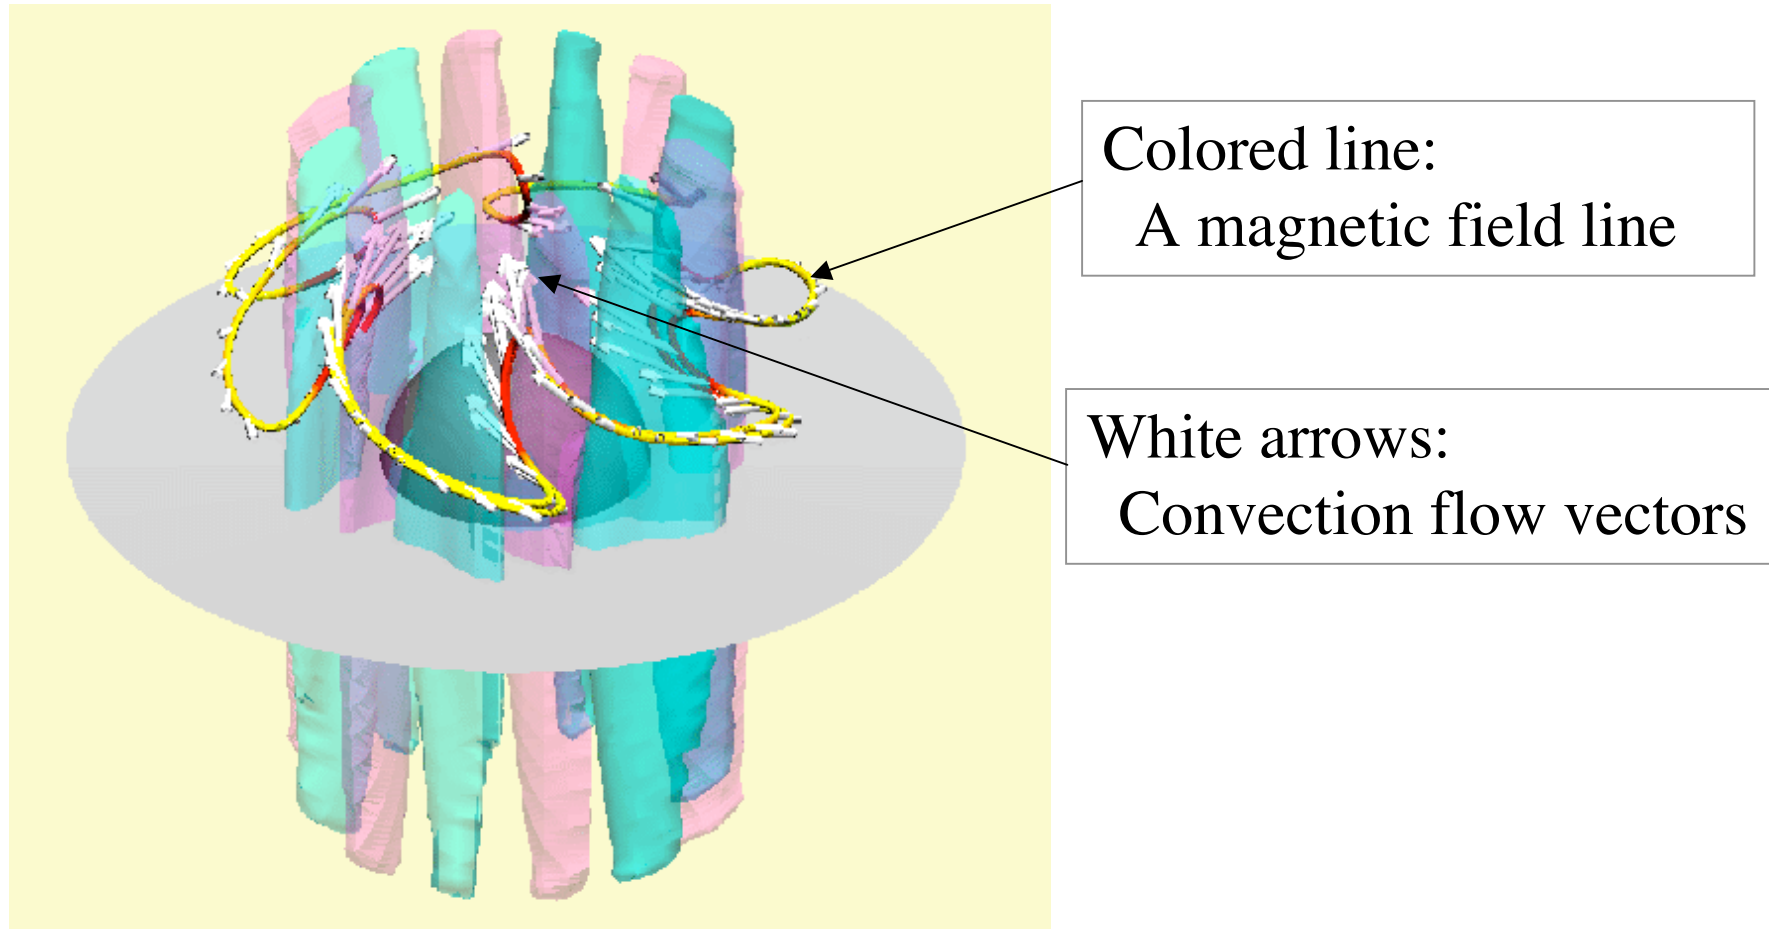 Colored line:
A magnetic field line
White arrows:
Convection flow vectors